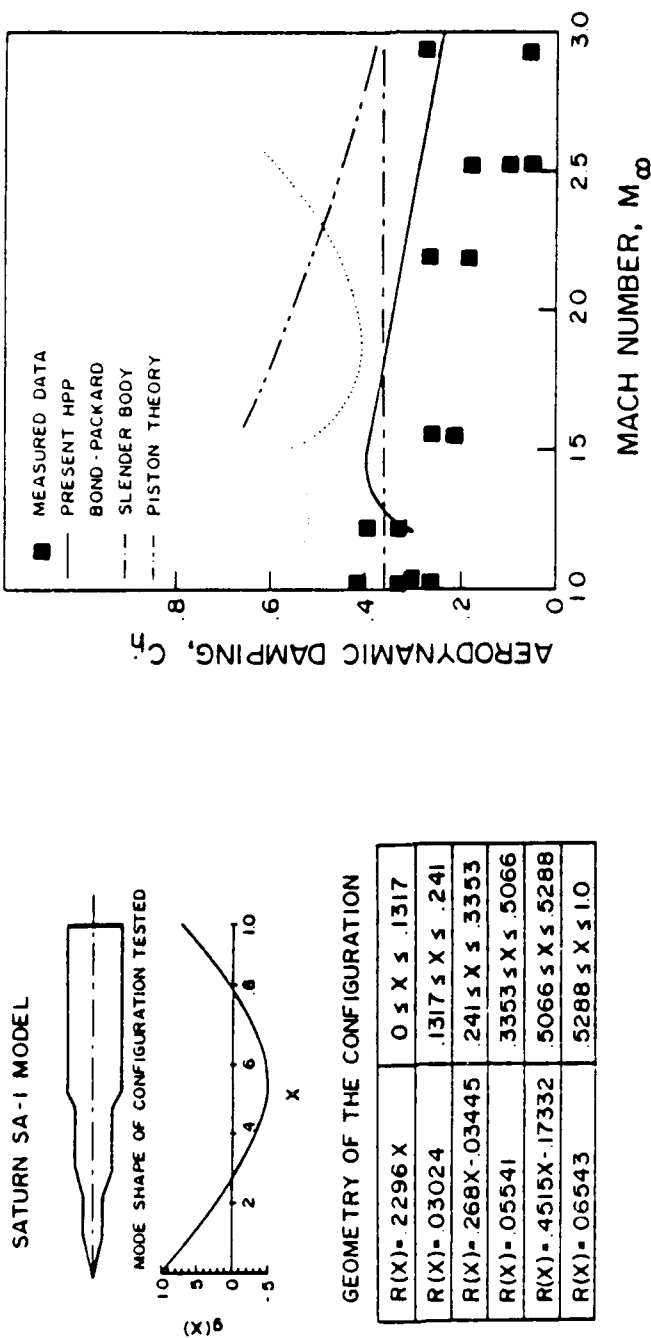 SATURN SA-1 MODEL
MODE SHAPE OF CONFIGURATION TESTED
g(X)
1.0
.5
0
-.5
.2
.4
.6
.8
1.0
X
GEOMETRY OF THE CONFIGURATION
R(X)=.2296X 0 ≤ X ≤ .1317
R(X)=.03024 .1317 ≤ X ≤ .241
R(X)=.268X-.03445 .241 ≤ X ≤ .3353
R(X)=.05541 .3353 ≤ X ≤ .5066
R(X)=.4515X-.17332 .5066 ≤ X ≤ .5288
R(X)=.06543 .5288 ≤ X ≤ 1.0
MEASURED DATA
PRESENT HPP
BOND-PACKARD
SLENDER BODY
PISTON THEORY
AERODYNAMIC DAMPING, Cḣ
.8
.6
.4
.2
0
1.0
1.5
2.0
2.5
3.0
MACH NUMBER, M∞